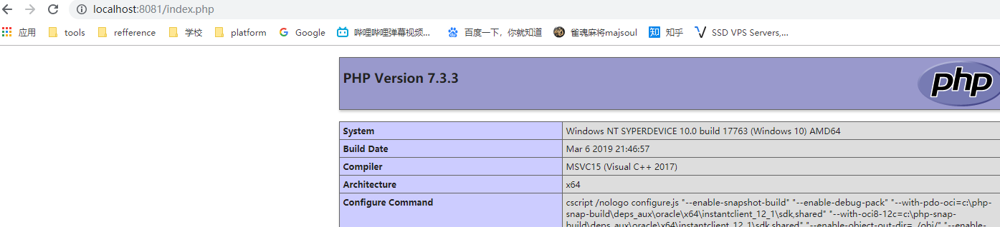 localhost:8081/index.php
应用 tools refference 学校 platform Google 哔哩哔哩弹幕视频... 百度一下，你就知道 雀魂麻将majsoul 知 知乎 SSD VPS Servers,...
PHP Version 7.3.3
php
System Windows NT SYPERDEVICE 10.0 build 17763 (Windows 10) AMD64
Build Date Mar 6 2019 21:46:57
Compiler MSVC15 (Visual C++ 2017)
Architecture x64
Configure Command cscript /nologo configure.js "--enable-snapshot-build" "--enable-debug-pack" "--with-pdo-oci=c:\php-
snap-build\deps_aux\oracle\x64\instantclient_12_1\sdk,shared" "--with-oci8-12c=c:\php-snap-
build\deps_aux\oracle\x64\instantclient_12_1\sdk,shared" "--enable-object-out-dir=../obj/" "--enable-